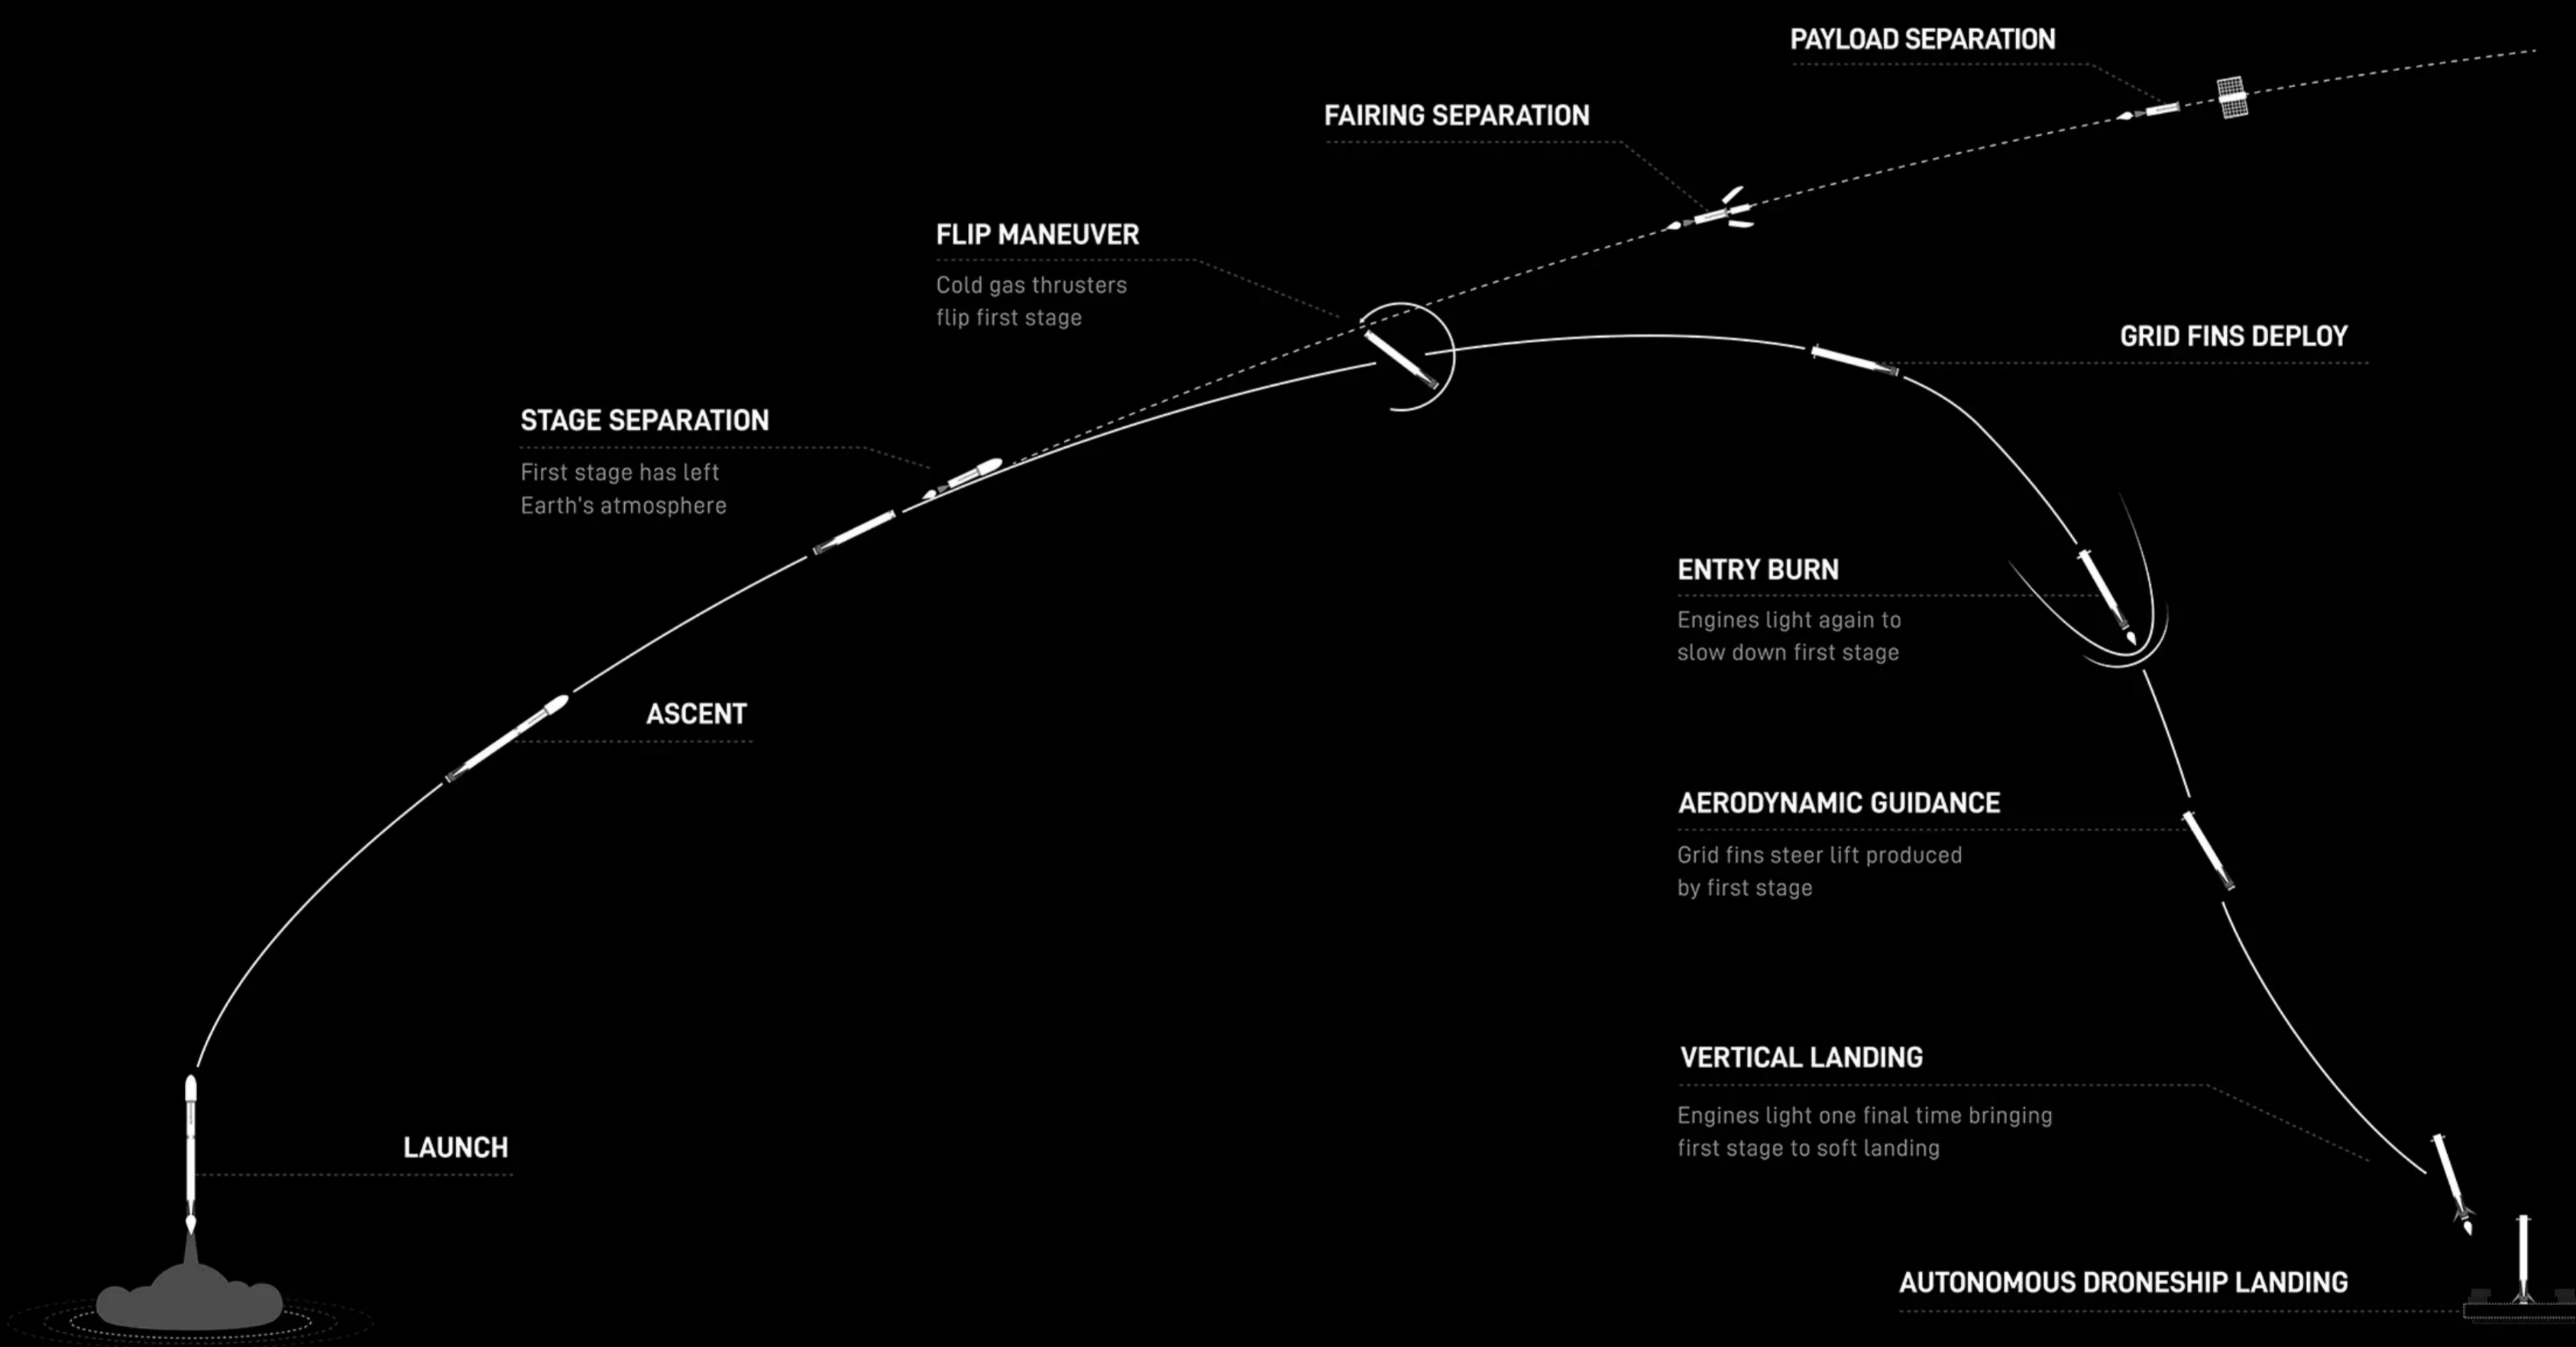 PAYLOAD SEPARATION
FAIRING SEPARATION
FLIP MANEUVER
Cold gas thrusters
flip first stage
GRID FINS DEPLOY
STAGE SEPARATION
First stage has left
Earth's atmosphere
ENTRY BURN
Engines light again to
slow down first stage
ASCENT
AERODYNAMIC GUIDANCE
Grid fins steer lift produced
by first stage
VERTICAL LANDING
Engines light one final time bringing
first stage to soft landing
LAUNCH
AUTONOMOUS DRONESHIP LANDING